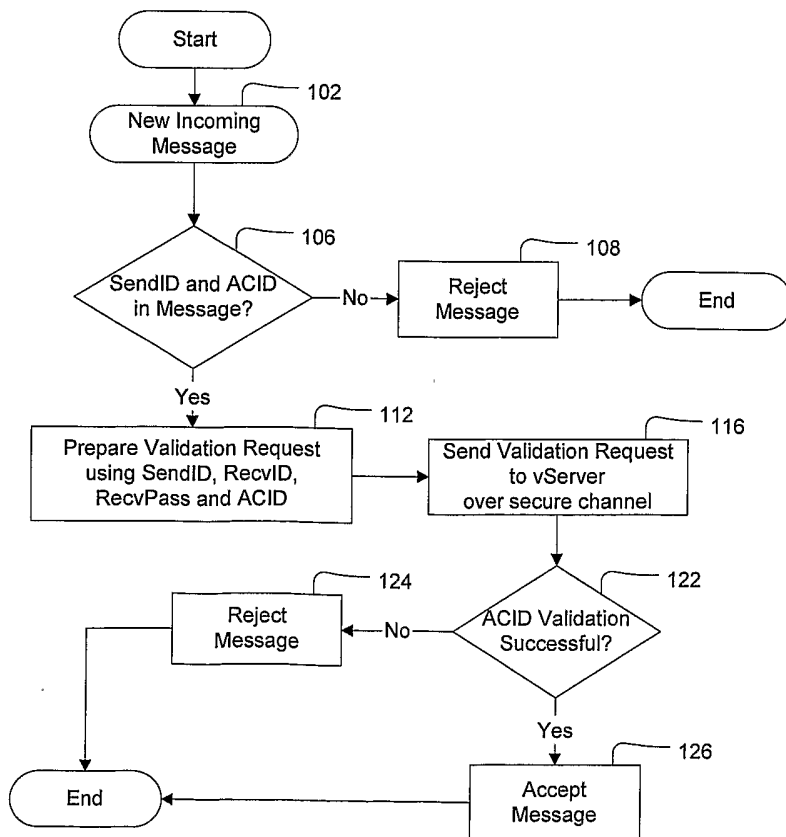 Start
102
New Incoming
Message
106
SendID and ACID
in Message?
No
108
Reject
Message
End
Yes
112
Prepare Validation Request
using SendID, RecvID,
RecvPass and ACID
116
Send Validation Request
to vServer
over secure channel
122
ACID Validation
Successful?
No
124
Reject
Message
Yes
126
Accept
Message
End